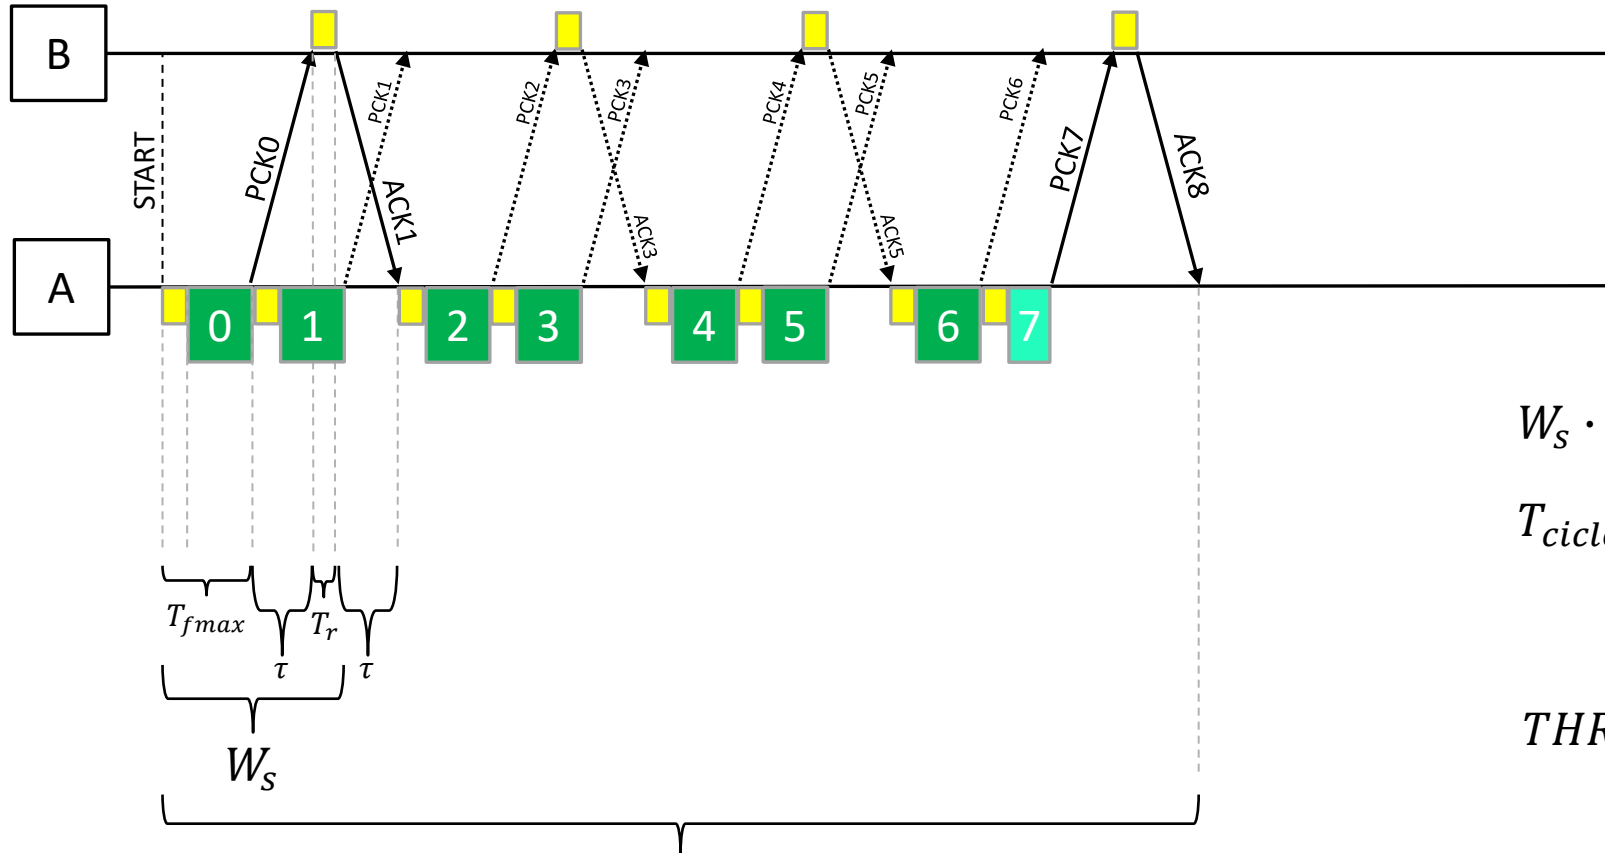 B
START
PCK0
ACK1
PCK1
PCK2
ACK3
PCK3
PCK4
ACK5
PCK5
PCK6
PCK7
ACK8
A
0
1
2
3
4
5
6
7
W_s ·
T_cicl
T_fmax
τ
T_r
τ
W_s
THR